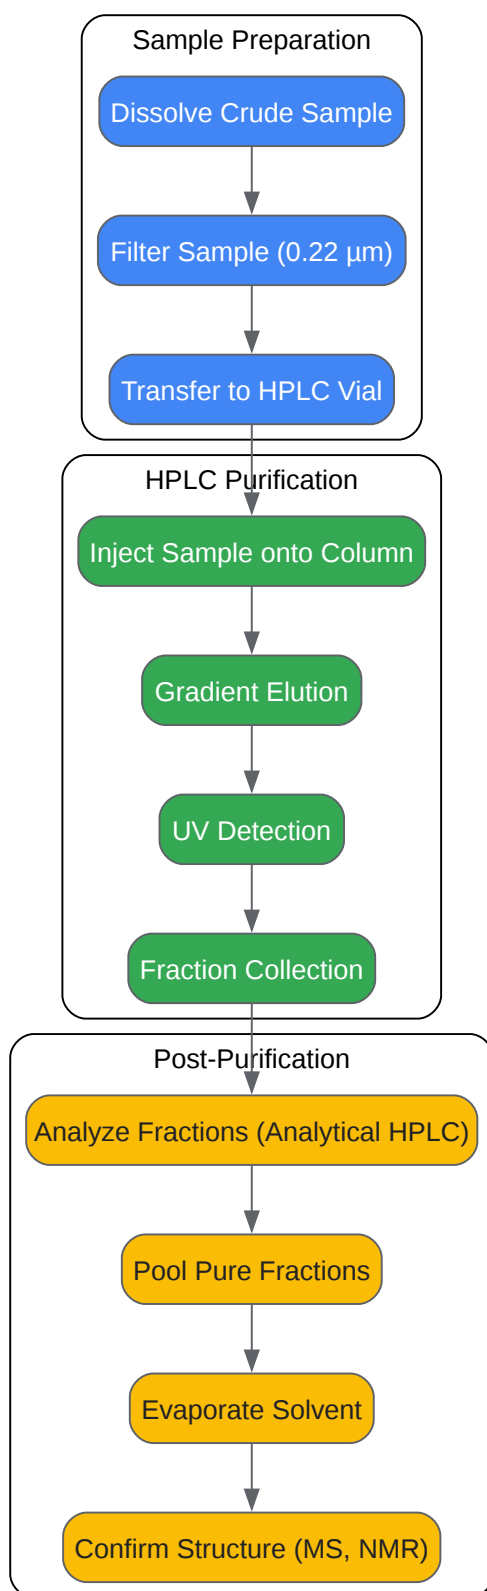 Sample Preparation
Dissolve Crude Sample
Filter Sample (0.22 µm)
Transfer to HPLC Vial
HPLC Purification
Inject Sample onto Column
Gradient Elution
UV Detection
Fraction Collection
Post-Purification
Analyze Fractions (Analytical HPLC)
Pool Pure Fractions
Evaporate Solvent
Confirm Structure (MS, NMR)